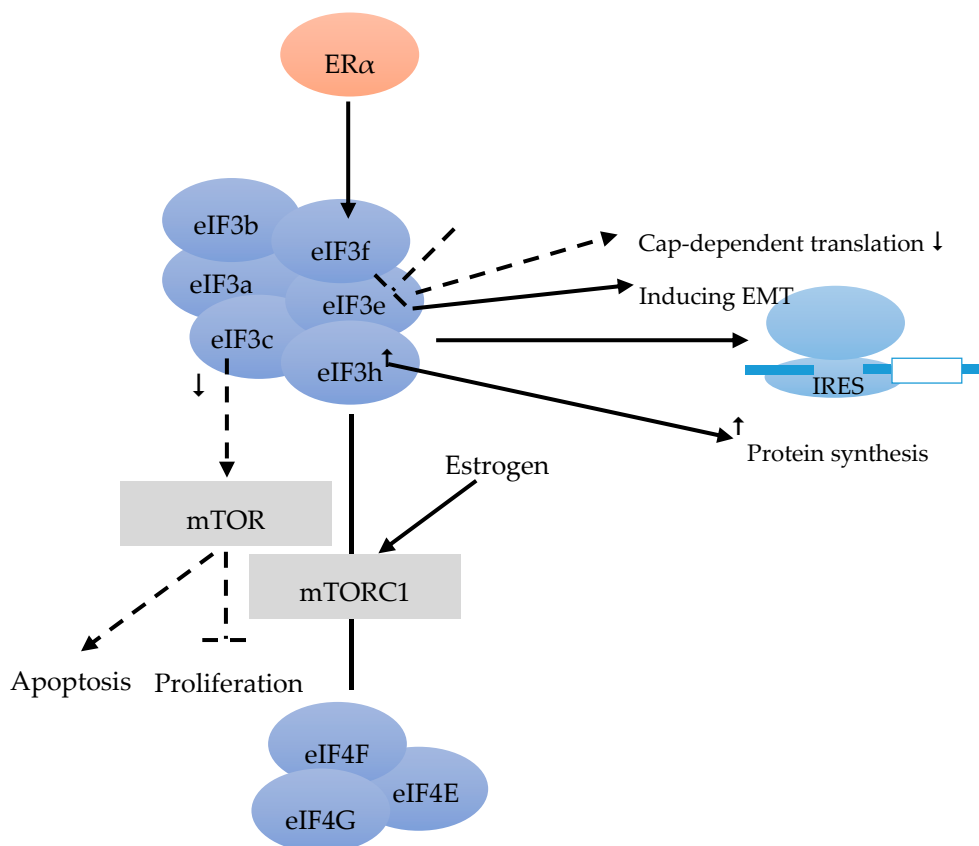 ERα
eIF3b
eIF3f
Cap-dependent translation ↓
eIF3a
eIF3e
Inducing EMT
eIF3c
eIF3h ↑
IRES
↓
↑
Protein synthesis
Estrogen
mTOR
mTORC1
Apoptosis
Proliferation
eIF4F
eIF4E
eIF4G